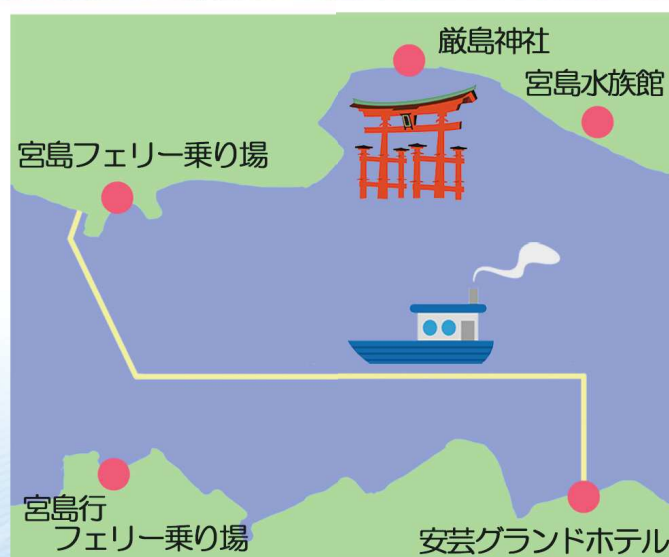 厳島神社
宮島水族館
宮島フェリー乗り場
宮島行
フェリー乗り場
安芸グランドホテル